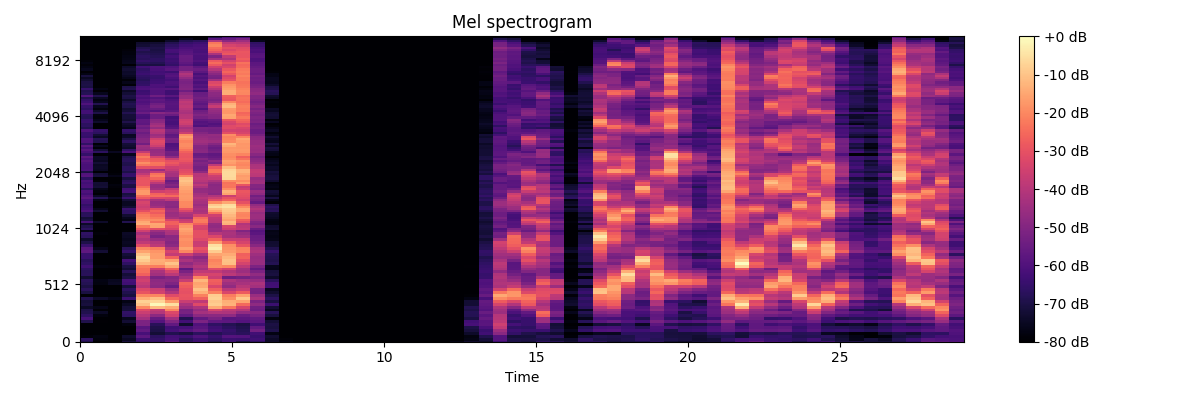 Mel spectrogram
Hz
8192
4096
2048
1024
512
0
0 5 10 15 20 25
Time
+0 dB
-10 dB
-20 dB
-30 dB
-40 dB
-50 dB
-60 dB
-70 dB
-80 dB